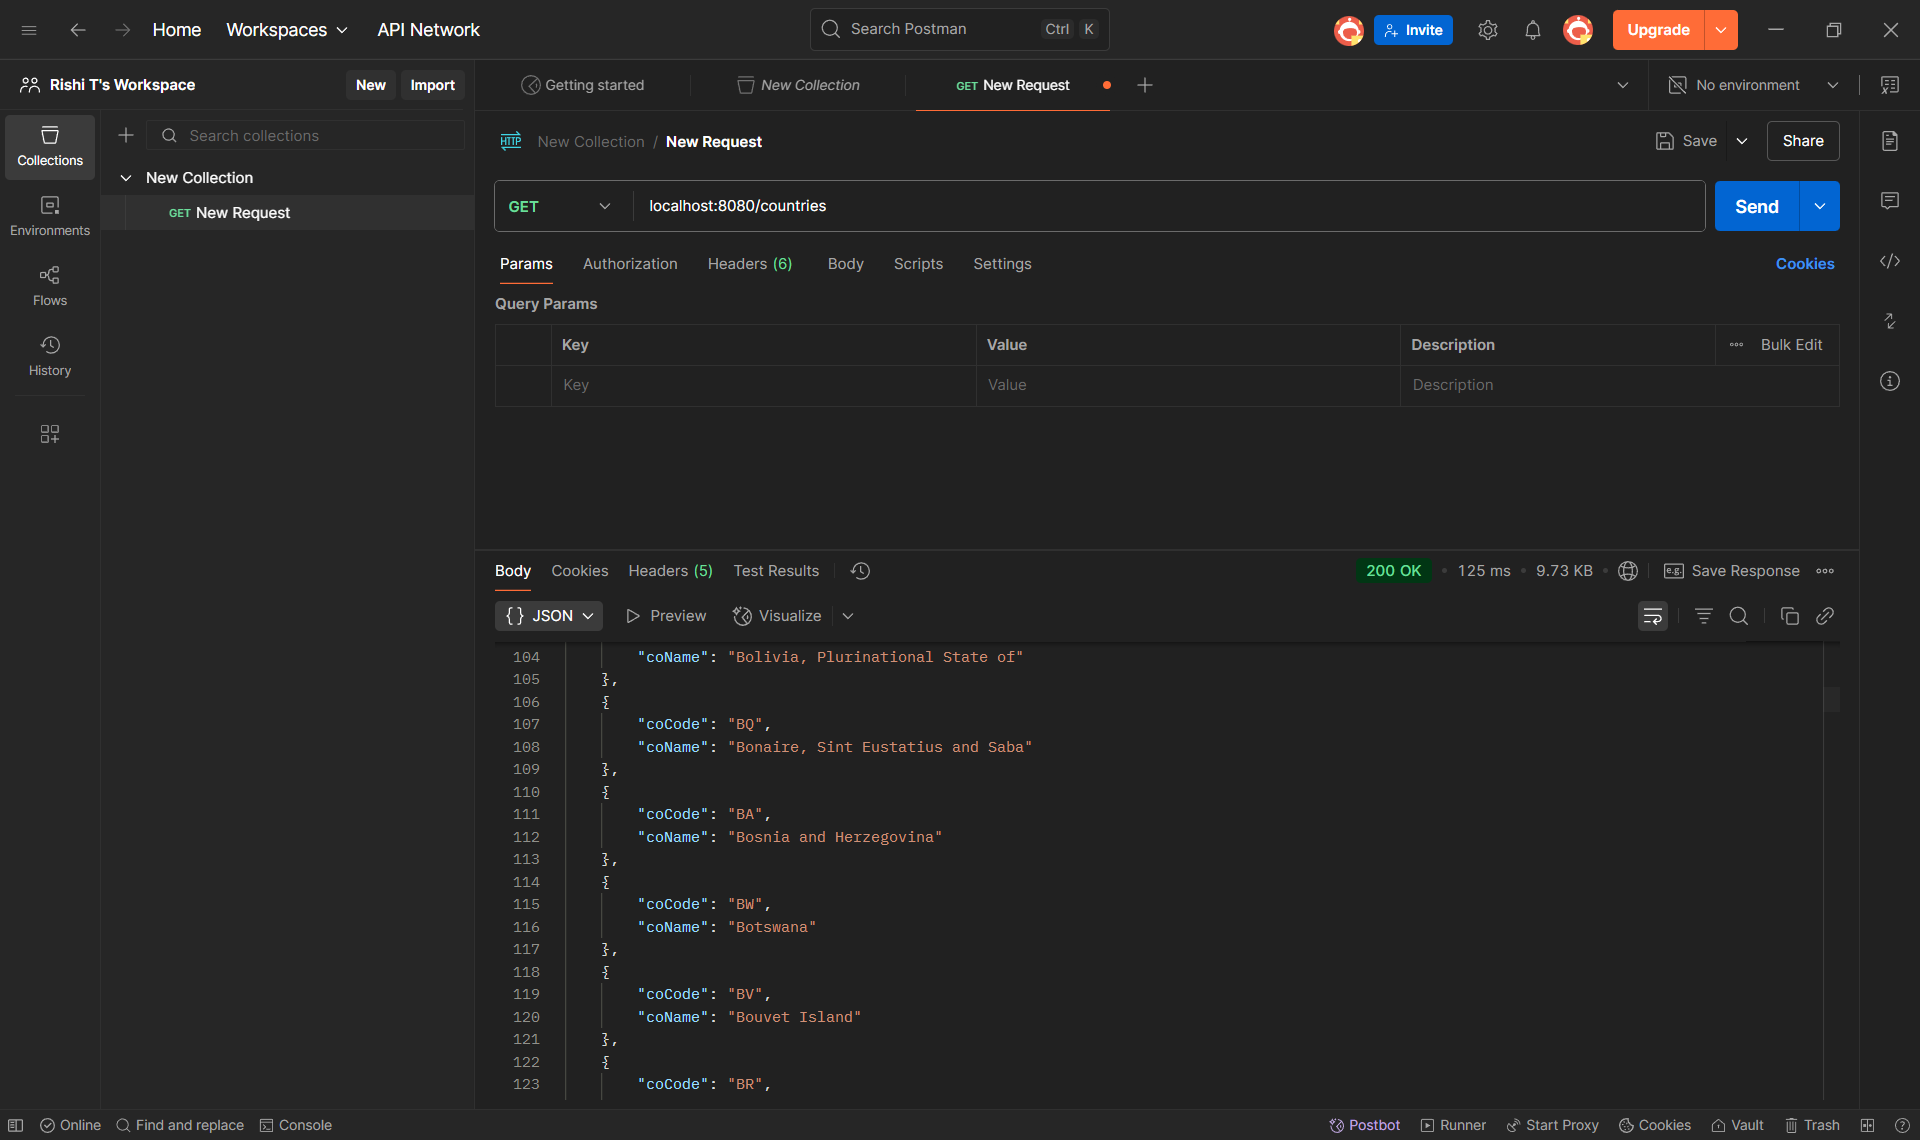 Home
Workspaces
API Network
Search Postman
Ctrl K
Invite
Upgrade
Rishi T's Workspace
New
Import
Getting started
New Collection
GET New Request
No environment
Collections
Environments
Flows
History
Search collections
New Collection
GET New Request
HTTP New Collection / New Request
Save
Share
GET
localhost:8080/countries
Send
Params
Authorization
Headers (6)
Body
Scripts
Settings
Cookies
Query Params
Key
Value
Description
Bulk Edit
Key
Value
Description
Body
Cookies
Headers (5)
Test Results
200 OK
125 ms
9.73 KB
e.g. Save Response
{} JSON
Preview
Visualize
104 "coName": "Bolivia, Plurinational State of"
105 },
106 {
107 "coCode": "BQ",
108 "coName": "Bonaire, Sint Eustatius and Saba"
109 },
110 {
111 "coCode": "BA",
112 "coName": "Bosnia and Herzegovina"
113 },
114 {
115 "coCode": "BW",
116 "coName": "Botswana"
117 },
118 {
119 "coCode": "BV",
120 "coName": "Bouvet Island"
121 },
122 {
123 "coCode": "BR",
Online
Find and replace
Console
Postbot
Runner
Start Proxy
Cookies
Vault
Trash